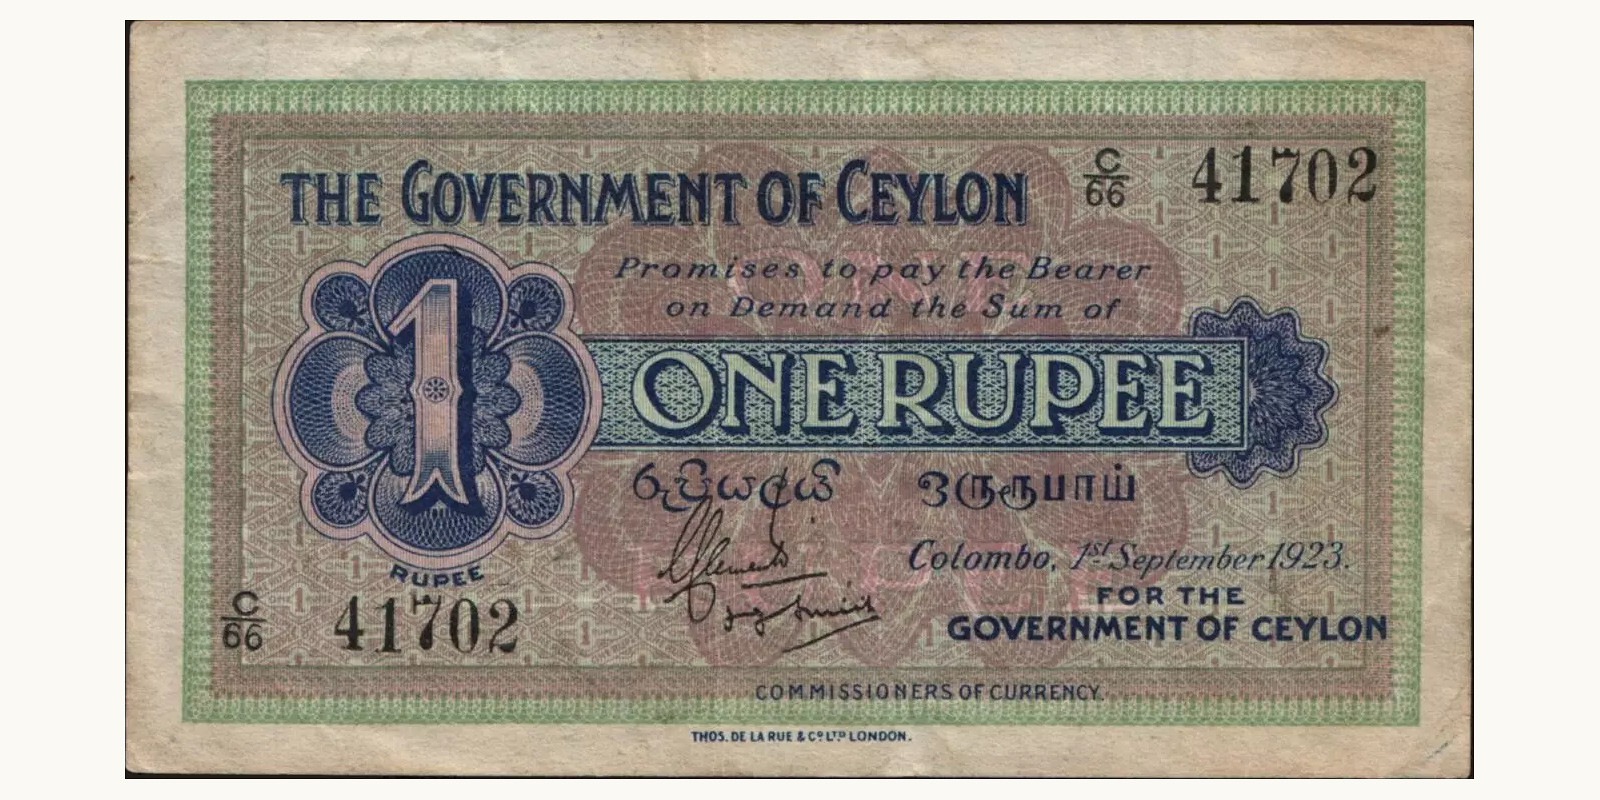 THE GOVERNMENT OF CEYLON
C/66 41702
Promises to pay the Bearer
on Demand the Sum of
1
ONE RUPEE
රුපියලයි ஒருரூபாய்
RUPEE
Colombo, 1st September 1923.
FOR THE
GOVERNMENT OF CEYLON
C/66 41702
COMMISSIONERS OF CURRENCY.
THOS. DE LA RUE & Cº LTD LONDON.